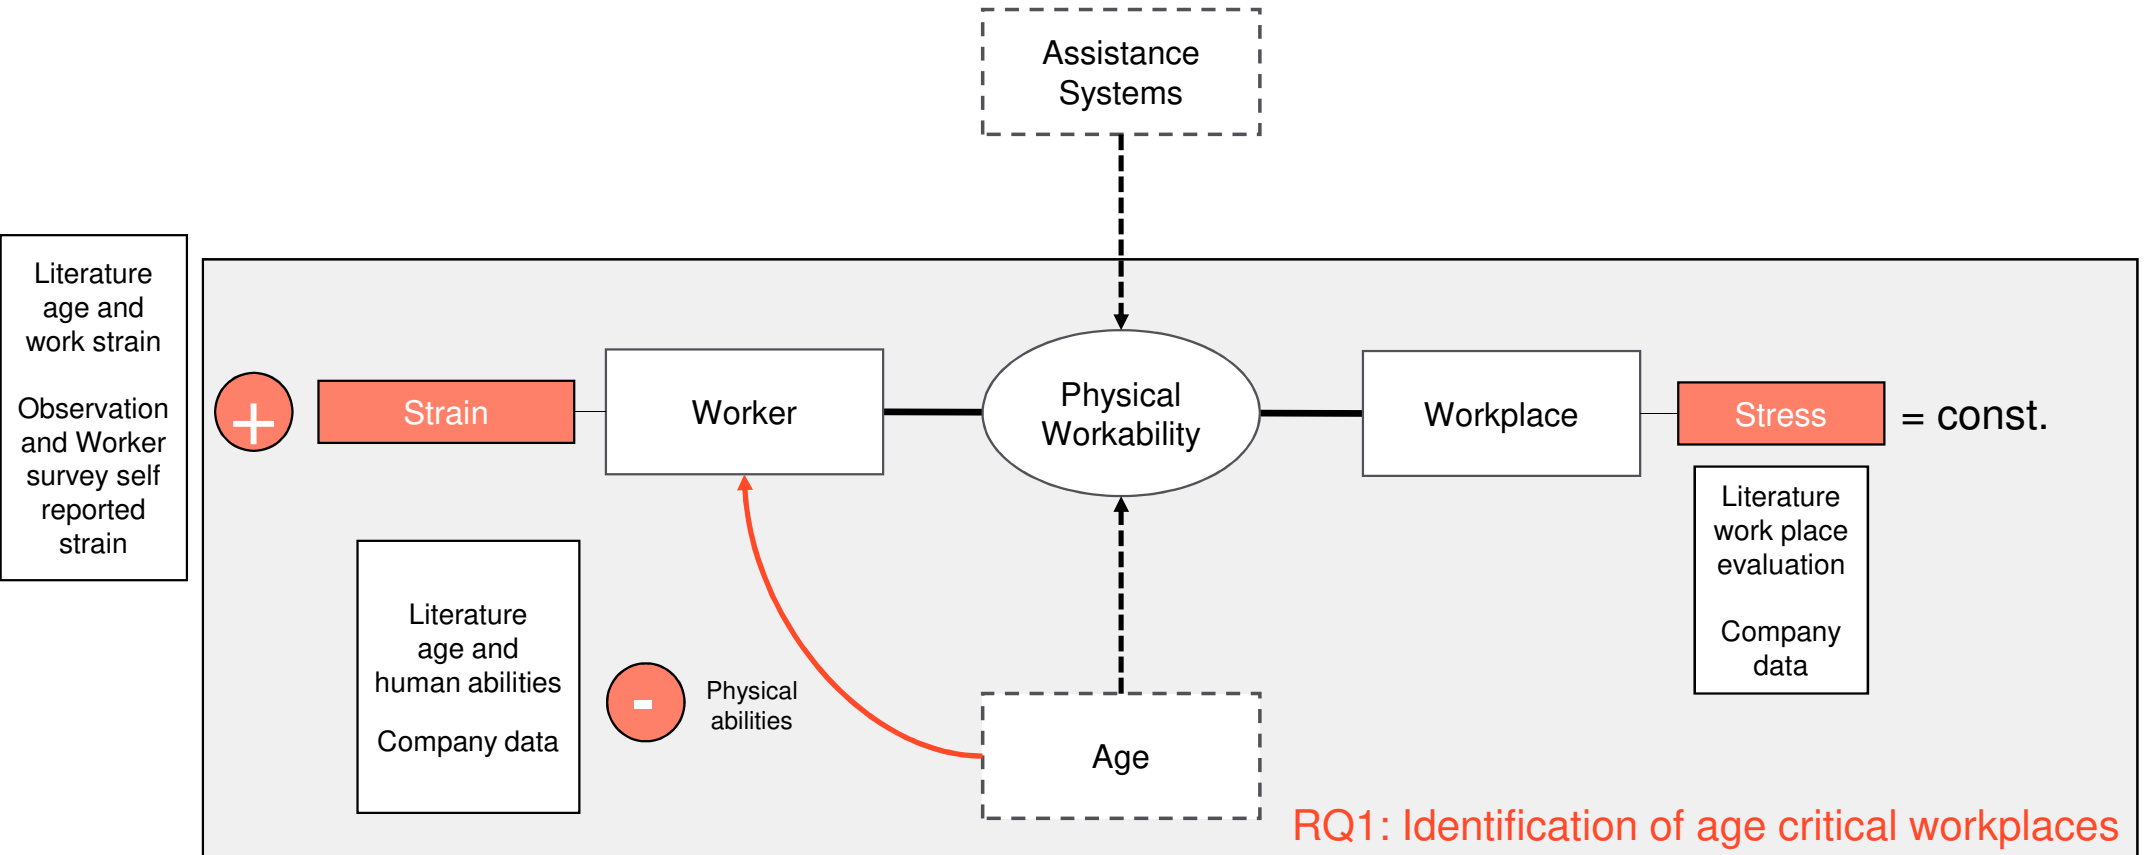 Assistance
Systems
Literature
age and
work strain
Observation
and Worker
survey self
reported
strain
+
Strain
Worker
Physical
Workability
Workplace
Stress
= const.
Literature
work place
evaluation
Company
data
Literature
age and
human abilities
Company data
-
Physical
abilities
Age
RQ1: Identification of age critical workplaces